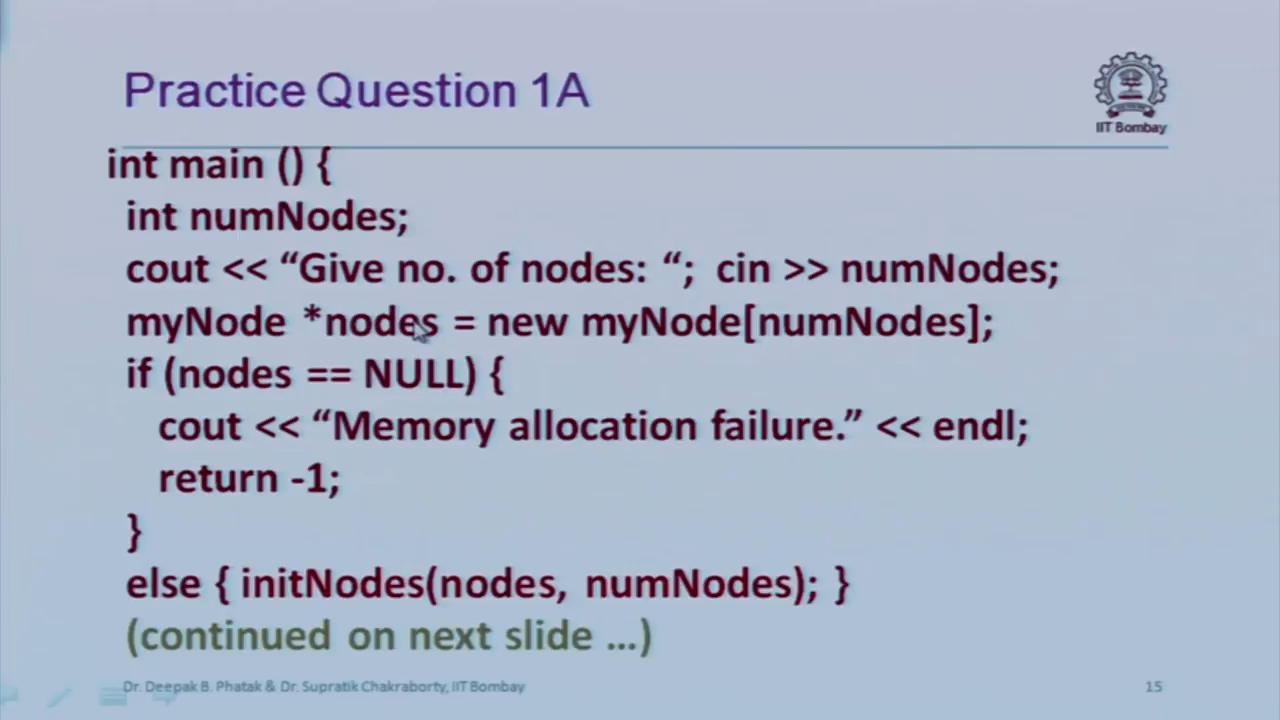 Practice Question 1A
IIT Bombay
int main () {
int numNodes;
cout << “Give no. of nodes: “; cin >> numNodes;
myNode *nodes = new myNode[numNodes];
if (nodes == NULL) {
cout << “Memory allocation failure.” << endl;
return -1;
}
else { initNodes(nodes, numNodes); }
(continued on next slide ...)
Dr. Deepak B. Phatak & Dr. Supratik Chakraborty, IIT Bombay
15